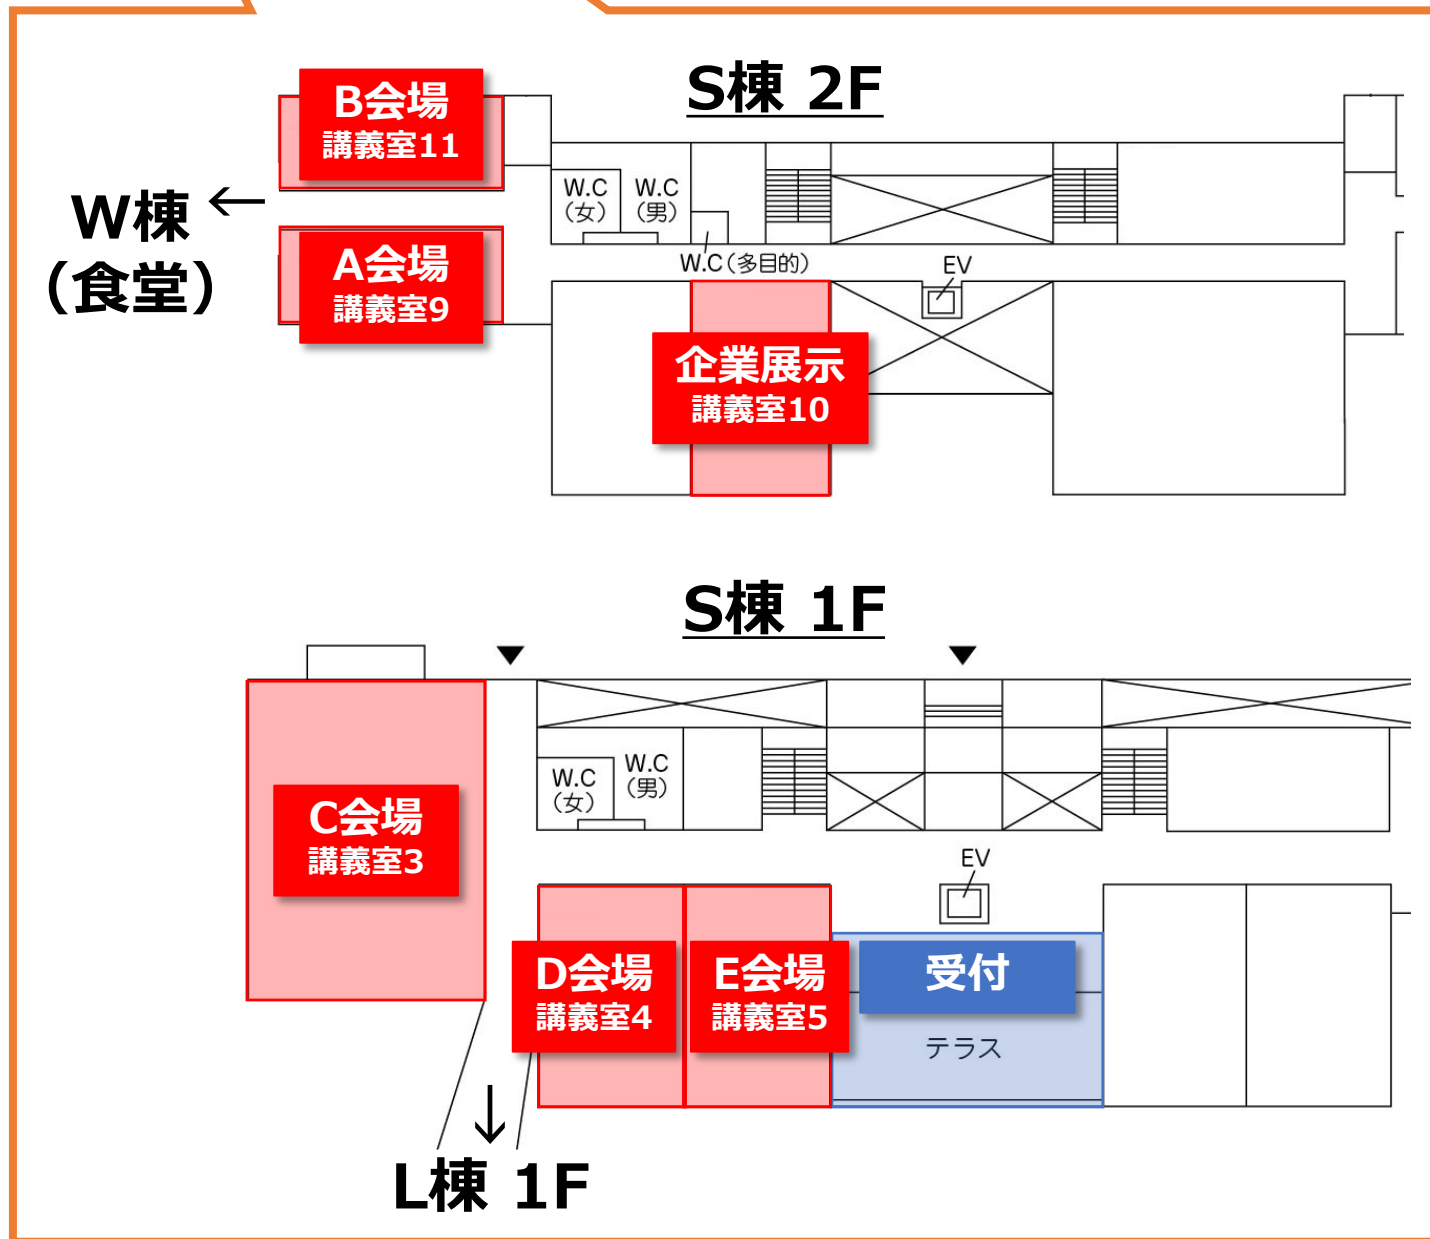 S棟 2F
B会場
講義室11
W棟
（食堂）
←
A会場
講義室9
W.C
（女）
W.C
（男）
W.C（多目的）
EV
企業展示
講義室10
S棟 1F
W.C
（女）
W.C
（男）
C会場
講義室3
EV
D会場
講義室4
E会場
講義室5
受付
テラス
↓
L棟 1F